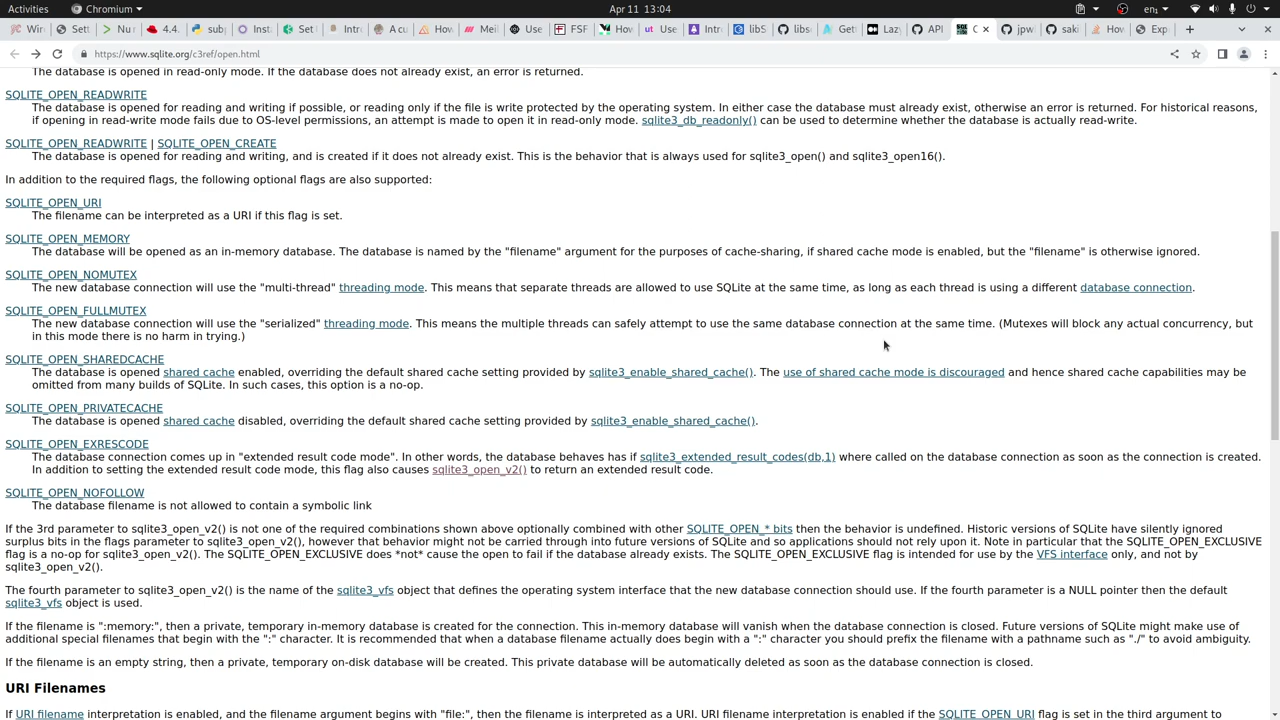 Activities
Chromium
Apr 11 13:04
en
Wir
Set
Nu r
4.4.
sub
Inst
Set
Intr
A cu
How
Meil
Use
FSF
How
Use
Intr
libS
libs
Get
Laz
API
C
jpw
saki
How
Exp
https://www.sqlite.org/c3ref/open.html
The database is opened in read-only mode. If the database does not already exist, an error is returned.
SQLITE_OPEN_READWRITE
The database is opened for reading and writing if possible, or reading only if the file is write protected by the operating system. In either case the database must already exist, otherwise an error is returned. For historical reasons,
if opening in read-write mode fails due to OS-level permissions, an attempt is made to open it in read-only mode. sqlite3_db_readonly() can be used to determine whether the database is actually read-write.
SQLITE_OPEN_READWRITE | SQLITE_OPEN_CREATE
The database is opened for reading and writing, and is created if it does not already exist. This is the behavior that is always used for sqlite3_open() and sqlite3_open16().
In addition to the required flags, the following optional flags are also supported:
SQLITE_OPEN_URI
The filename can be interpreted as a URI if this flag is set.
SQLITE_OPEN_MEMORY
The database will be opened as an in-memory database. The database is named by the "filename" argument for the purposes of cache-sharing, if shared cache mode is enabled, but the "filename" is otherwise ignored.
SQLITE_OPEN_NOMUTEX
The new database connection will use the "multi-thread" threading mode. This means that separate threads are allowed to use SQLite at the same time, as long as each thread is using a different database connection.
SQLITE_OPEN_FULLMUTEX
The new database connection will use the "serialized" threading mode. This means the multiple threads can safely attempt to use the same database connection at the same time. (Mutexes will block any actual concurrency, but
in this mode there is no harm in trying.)
SQLITE_OPEN_SHAREDCACHE
The database is opened shared cache enabled, overriding the default shared cache setting provided by sqlite3_enable_shared_cache(). The use of shared cache mode is discouraged and hence shared cache capabilities may be
omitted from many builds of SQLite. In such cases, this option is a no-op.
SQLITE_OPEN_PRIVATECACHE
The database is opened shared cache disabled, overriding the default shared cache setting provided by sqlite3_enable_shared_cache().
SQLITE_OPEN_EXRESCODE
The database connection comes up in "extended result code mode". In other words, the database behaves has if sqlite3_extended_result_codes(db,1) where called on the database connection as soon as the connection is created.
In addition to setting the extended result code mode, this flag also causes sqlite3_open_v2() to return an extended result code.
SQLITE_OPEN_NOFOLLOW
The database filename is not allowed to contain a symbolic link
If the 3rd parameter to sqlite3_open_v2() is not one of the required combinations shown above optionally combined with other SQLITE_OPEN_* bits then the behavior is undefined. Historic versions of SQLite have silently ignored
surplus bits in the flags parameter to sqlite3_open_v2(), however that behavior might not be carried through into future versions of SQLite and so applications should not rely upon it. Note in particular that the SQLITE_OPEN_EXCLUSIVE
flag is a no-op for sqlite3_open_v2(). The SQLITE_OPEN_EXCLUSIVE does *not* cause the open to fail if the database already exists. The SQLITE_OPEN_EXCLUSIVE flag is intended for use by the VFS interface only, and not by
sqlite3_open_v2().
The fourth parameter to sqlite3_open_v2() is the name of the sqlite3_vfs object that defines the operating system interface that the new database connection should use. If the fourth parameter is a NULL pointer then the default
sqlite3_vfs object is used.
If the filename is ":memory:", then a private, temporary in-memory database is created for the connection. This in-memory database will vanish when the database connection is closed. Future versions of SQLite might make use of
additional special filenames that begin with the ":" character. It is recommended that when a database filename actually does begin with a ":" character you should prefix the filename with a pathname such as "./" to avoid ambiguity.
If the filename is an empty string, then a private, temporary on-disk database will be created. This private database will be automatically deleted as soon as the database connection is closed.
URI Filenames
If URI filename interpretation is enabled, and the filename argument begins with "file:", then the filename is interpreted as a URI. URI filename interpretation is enabled if the SQLITE_OPEN_URI flag is set in the third argument to